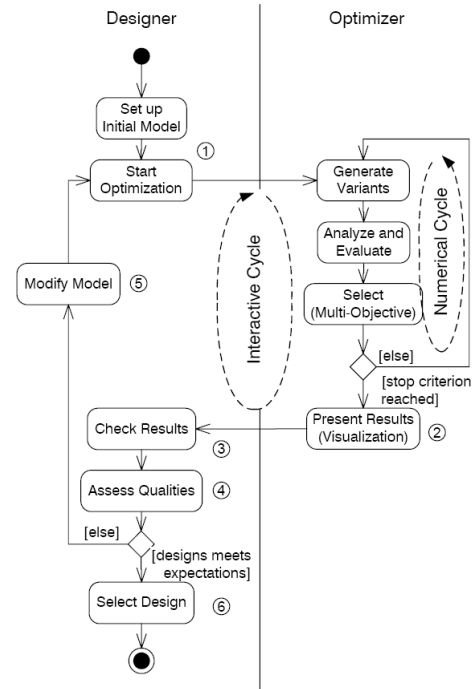 Designer
Optimizer
Set up
Initial Model
①
Start
Optimization
Generate
Variants
Analyze and
Evaluate
Numerical Cycle
Interactive Cycle
Modify Model
⑤
Select
(Multi-Objective)
[else]
[stop criterion
reached]
Present Results
(Visualization)
②
Check Results
③
Assess Qualities
④
[else]
[designs meets
expectations]
Select Design
⑥